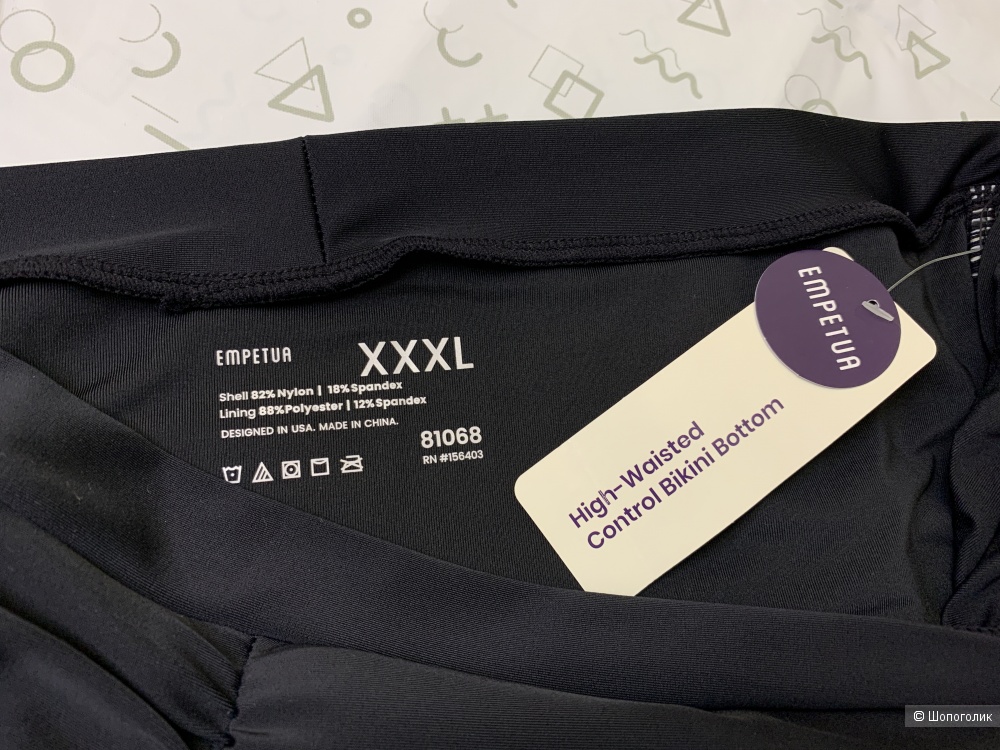 EMPETUA
XXXL
Shell 82% Nylon | 18% Spandex
Lining 88% Polyester | 12% Spandex
DESIGNED IN USA. MADE IN CHINA.
81068
RN #156403
EMPETUA
High-Waisted
Control Bikini Bottom
© Шопоголик